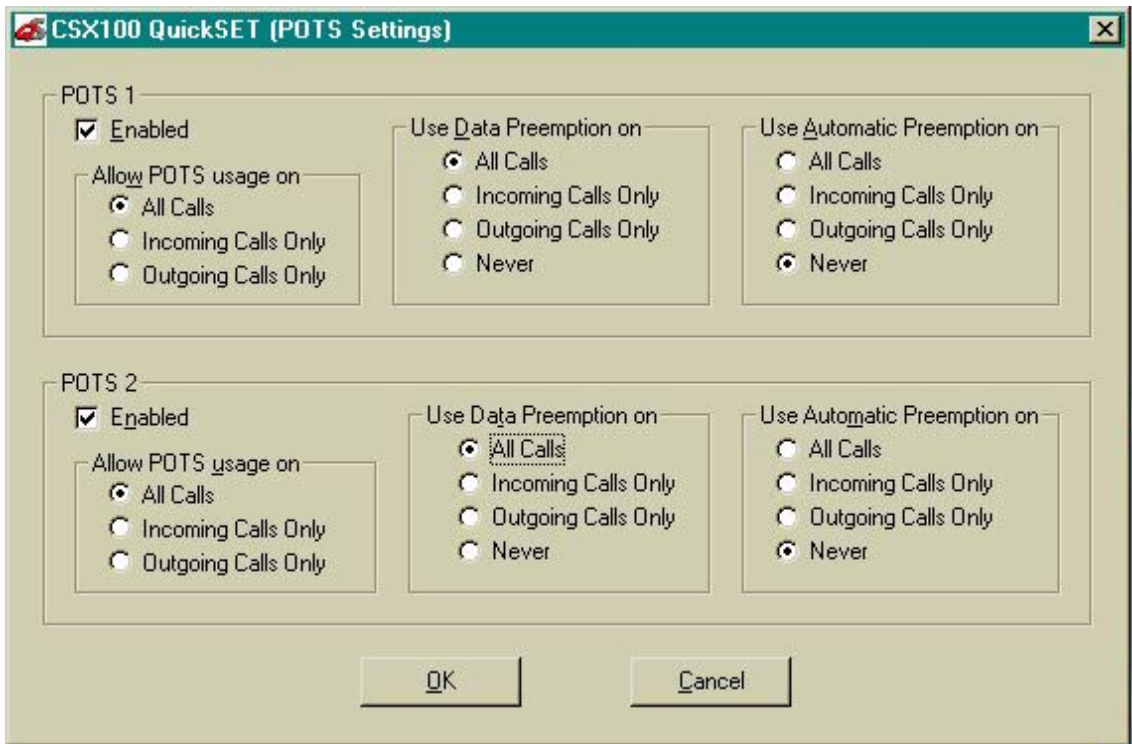 CSX100 QuickSET (POTS Settings)
POTS 1
Enabled
Allow POTS usage on
All Calls
Incoming Calls Only
Outgoing Calls Only
Use Data Preemption on
All Calls
Incoming Calls Only
Outgoing Calls Only
Never
Use Automatic Preemption on
All Calls
Incoming Calls Only
Outgoing Calls Only
Never
POTS 2
Enabled
Allow POTS usage on
All Calls
Incoming Calls Only
Outgoing Calls Only
Use Data Preemption on
All Calls
Incoming Calls Only
Outgoing Calls Only
Never
Use Automatic Preemption on
All Calls
Incoming Calls Only
Outgoing Calls Only
Never
OK
Cancel